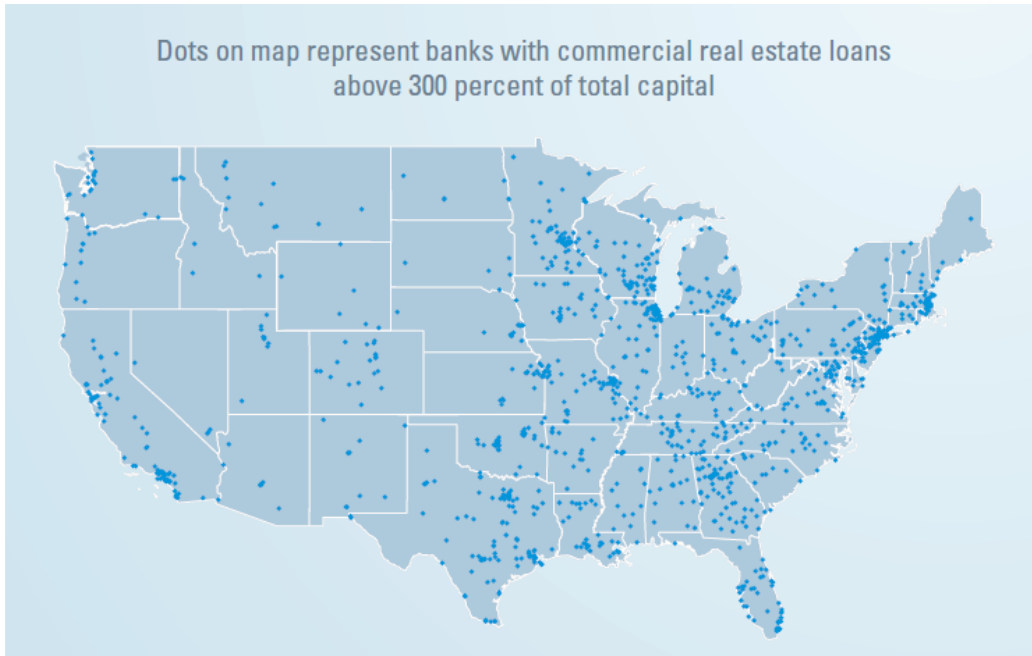 Dots on map represent banks with commercial real estate loans
above 300 percent of total capital